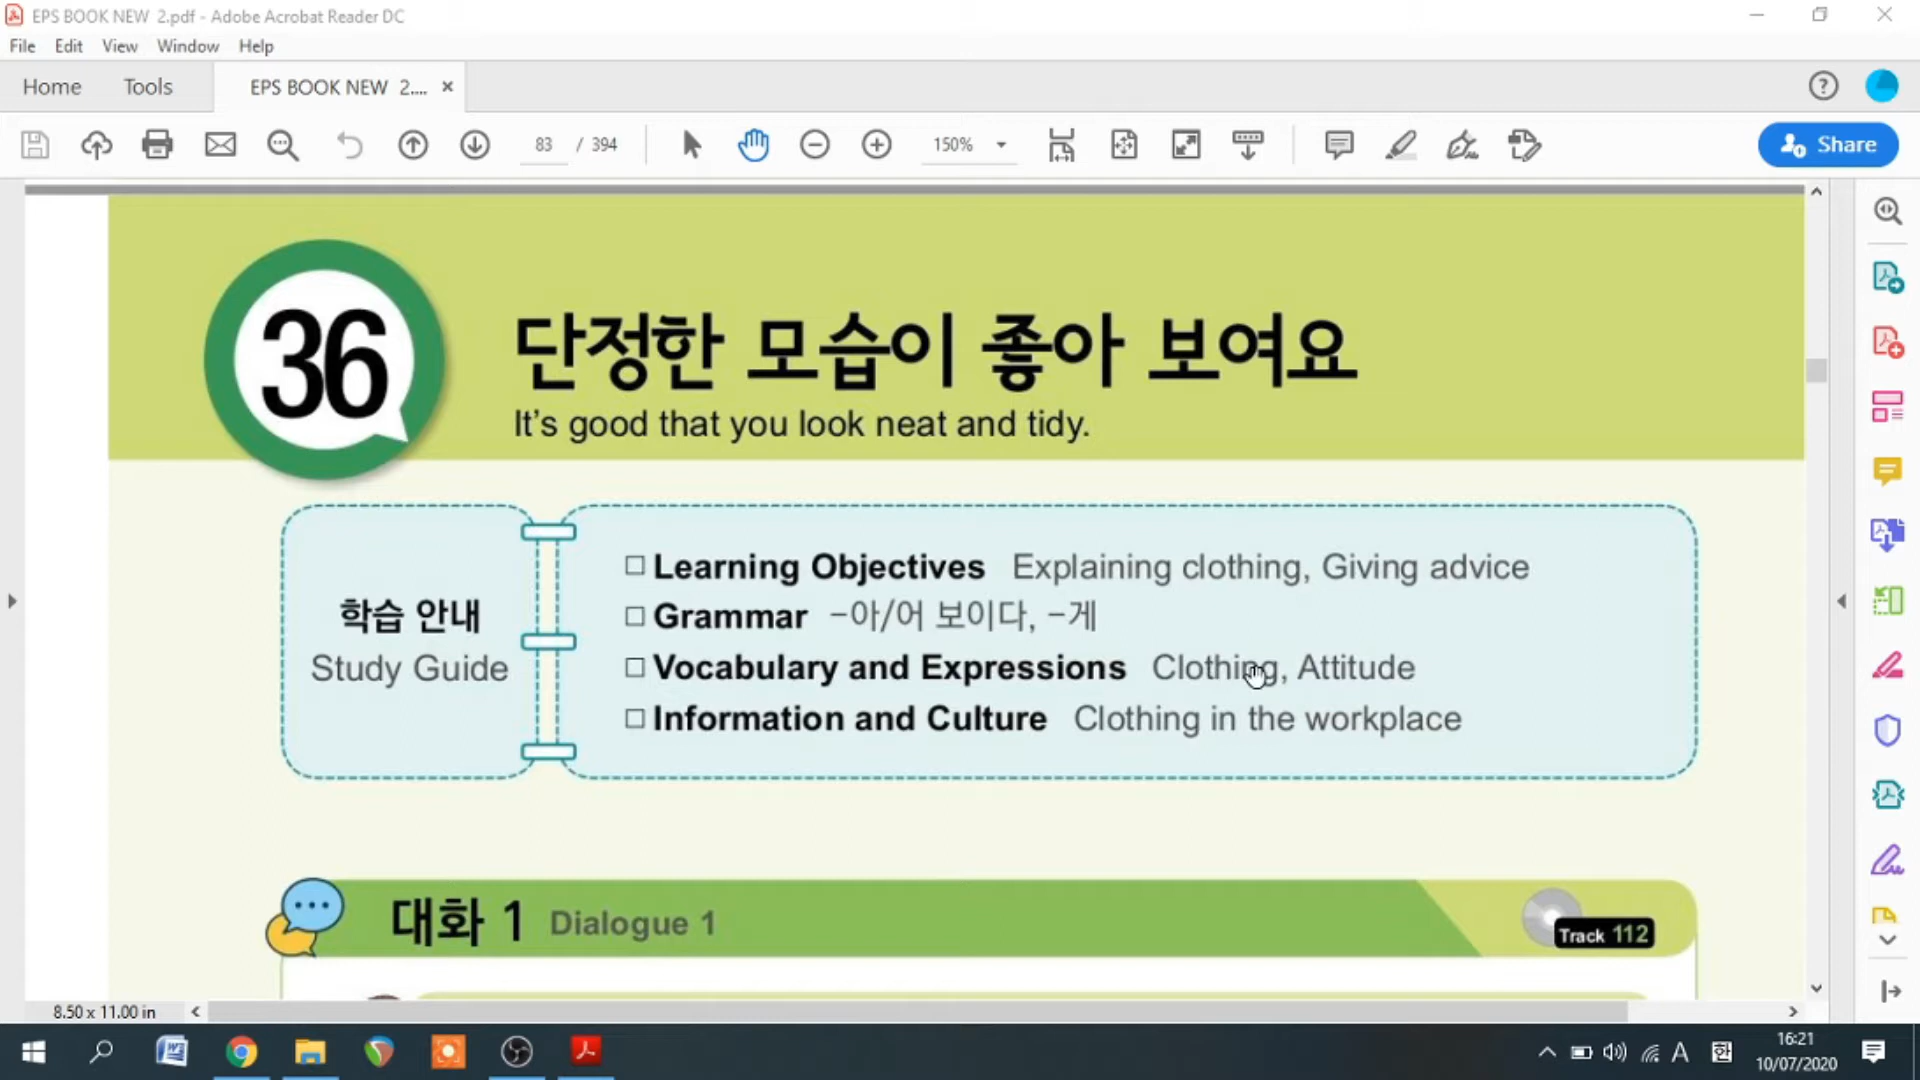 EPS BOOK NEW 2.pdf - Adobe Acrobat Reader DC
File Edit View Window Help
Home Tools EPS BOOK NEW 2....
83 / 394 150% Share
36
단정한 모습이 좋아 보여요
It's good that you look neat and tidy.
학습 안내
Study Guide
Learning Objectives Explaining clothing, Giving advice
Grammar -아/어 보이다, -게
Vocabulary and Expressions Clothing, Attitude
Information and Culture Clothing in the workplace
대화 1 Dialogue 1
Track 112
8.50 x 11.00 in
A 한 16:21
10/07/2020